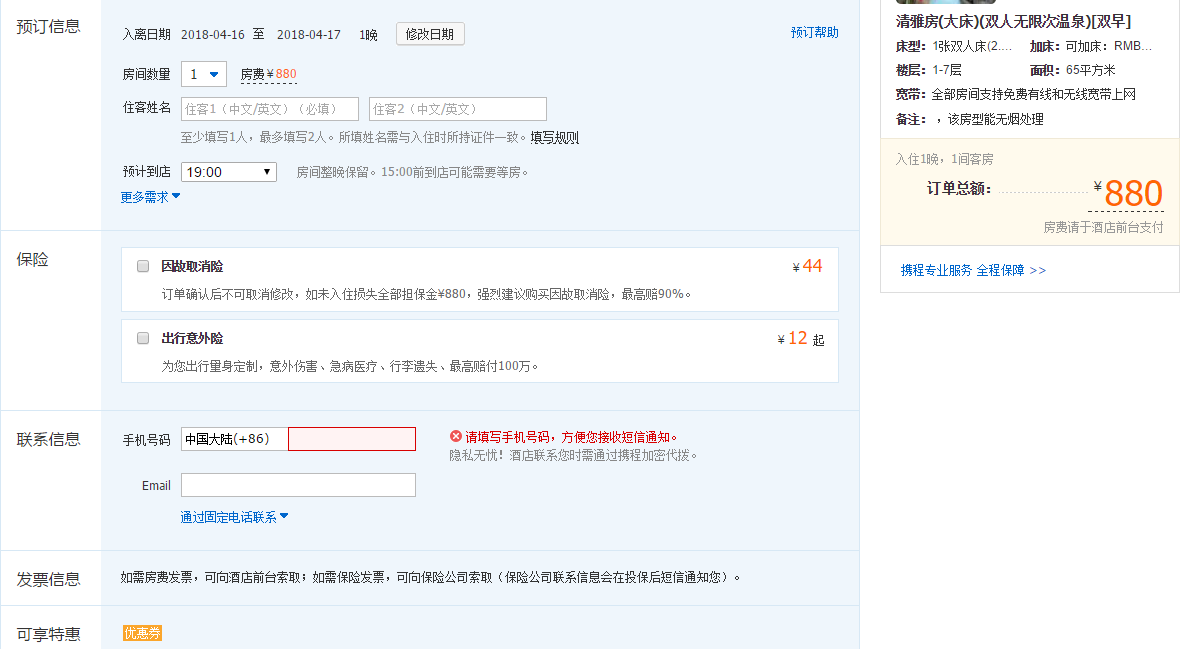 预订信息
入离日期 2018-04-16 至 2018-04-17 1晚 修改日期 预订帮助
房间数量 1 房费¥880
住客姓名 住客1（中文/英文）（必填） 住客2（中文/英文）
至少填写1人，最多填写2人。所填姓名需与入住时所持证件一致。填写规则
预计到店 19:00 房间整晚保留。15:00前到店可能需要等房。
更多需求
保险
因故取消险 ¥44
订单确认后不可取消修改，如未入住损失全部担保金¥880，强烈建议购买因故取消险，最高赔90%。
出行意外险 ¥12 起
为您出行量身定制，意外伤害、急病医疗、行李遗失、最高赔付100万。
联系信息
手机号码 中国大陆(+86) 请填写手机号码，方便您接收短信通知。
隐私无忧！酒店联系您时需通过携程加密代拨。
Email
通过固定电话联系
发票信息
如需房费发票，可向酒店前台索取；如需保险发票，可向保险公司索取（保险公司联系信息会在投保后短信通知您）。
可享特惠
优惠券
清雅房(大床)(双人无限次温泉)[双早]
床型：1张双人床(2.... 加床：可加床：RMB...
楼层：1-7层 面积：65平方米
宽带：全部房间支持免费有线和无线宽带上网
备注：，该房型能无烟处理
入住1晚，1间客房
订单总额： ¥880
房费请于酒店前台支付
携程专业服务 全程保障 >>